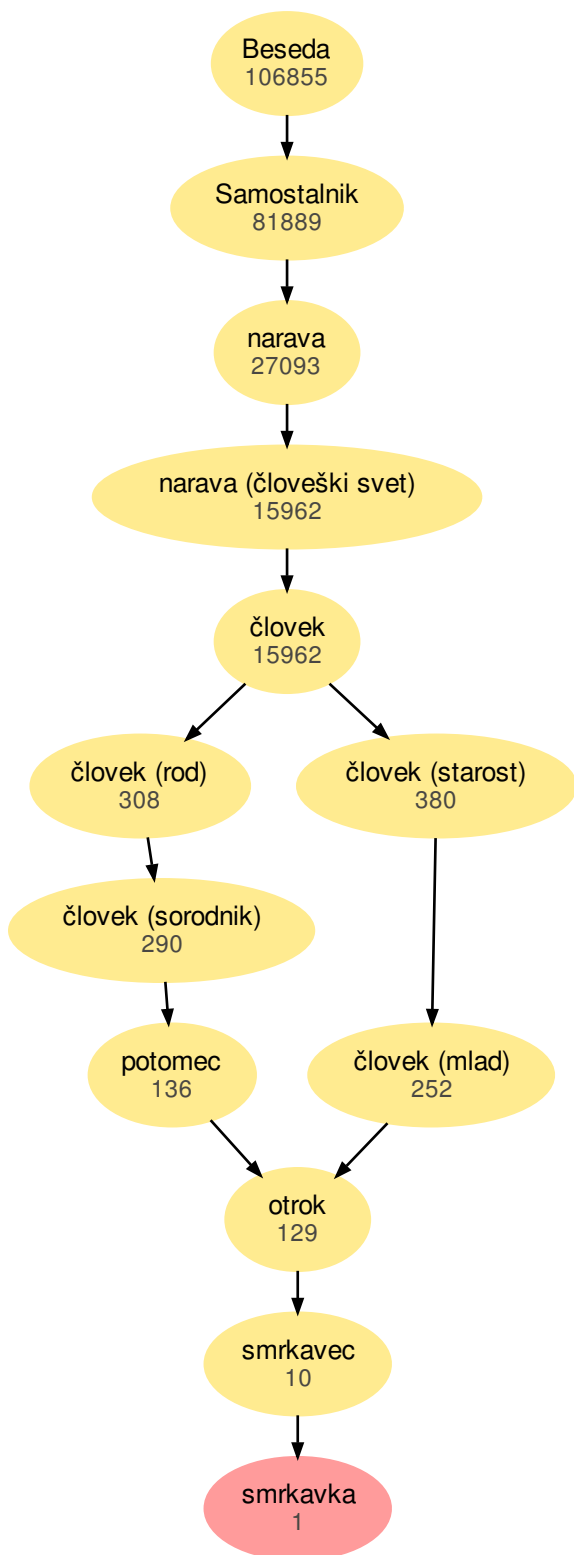 Beseda
106855
Samostalnik
81889
narava
27093
narava (človeški svet)
15962
človek
15962
človek (rod)
308
človek (starost)
380
človek (sorodnik)
290
potomec
136
človek (mlad)
252
otrok
129
smrkavec
10
smrkavka
1